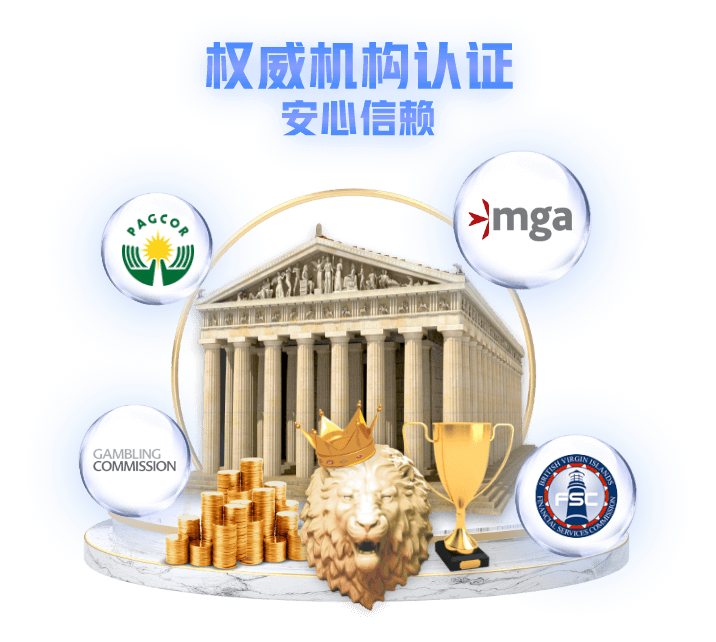 权威机构认证
安心信赖
PAGCOR
mga
GAMBLING
COMMISSION
BRITISH VIRGIN ISLANDS
FSC
FINANCIAL SERVICES COMMISSION